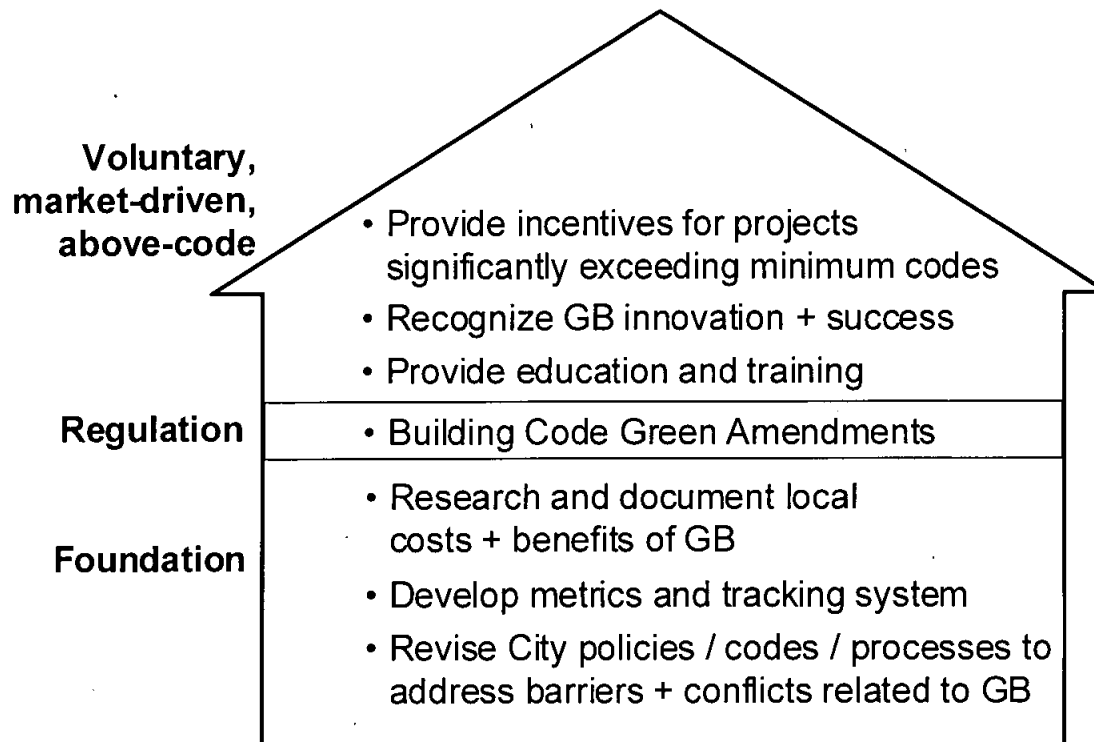 Voluntary,
market-driven,
above-code
• Provide incentives for projects
significantly exceeding minimum codes
• Recognize GB innovation + success
• Provide education and training
Regulation
• Building Code Green Amendments
Foundation
• Research and document local
costs + benefits of GB
• Develop metrics and tracking system
• Revise City policies / codes / processes to
address barriers + conflicts related to GB